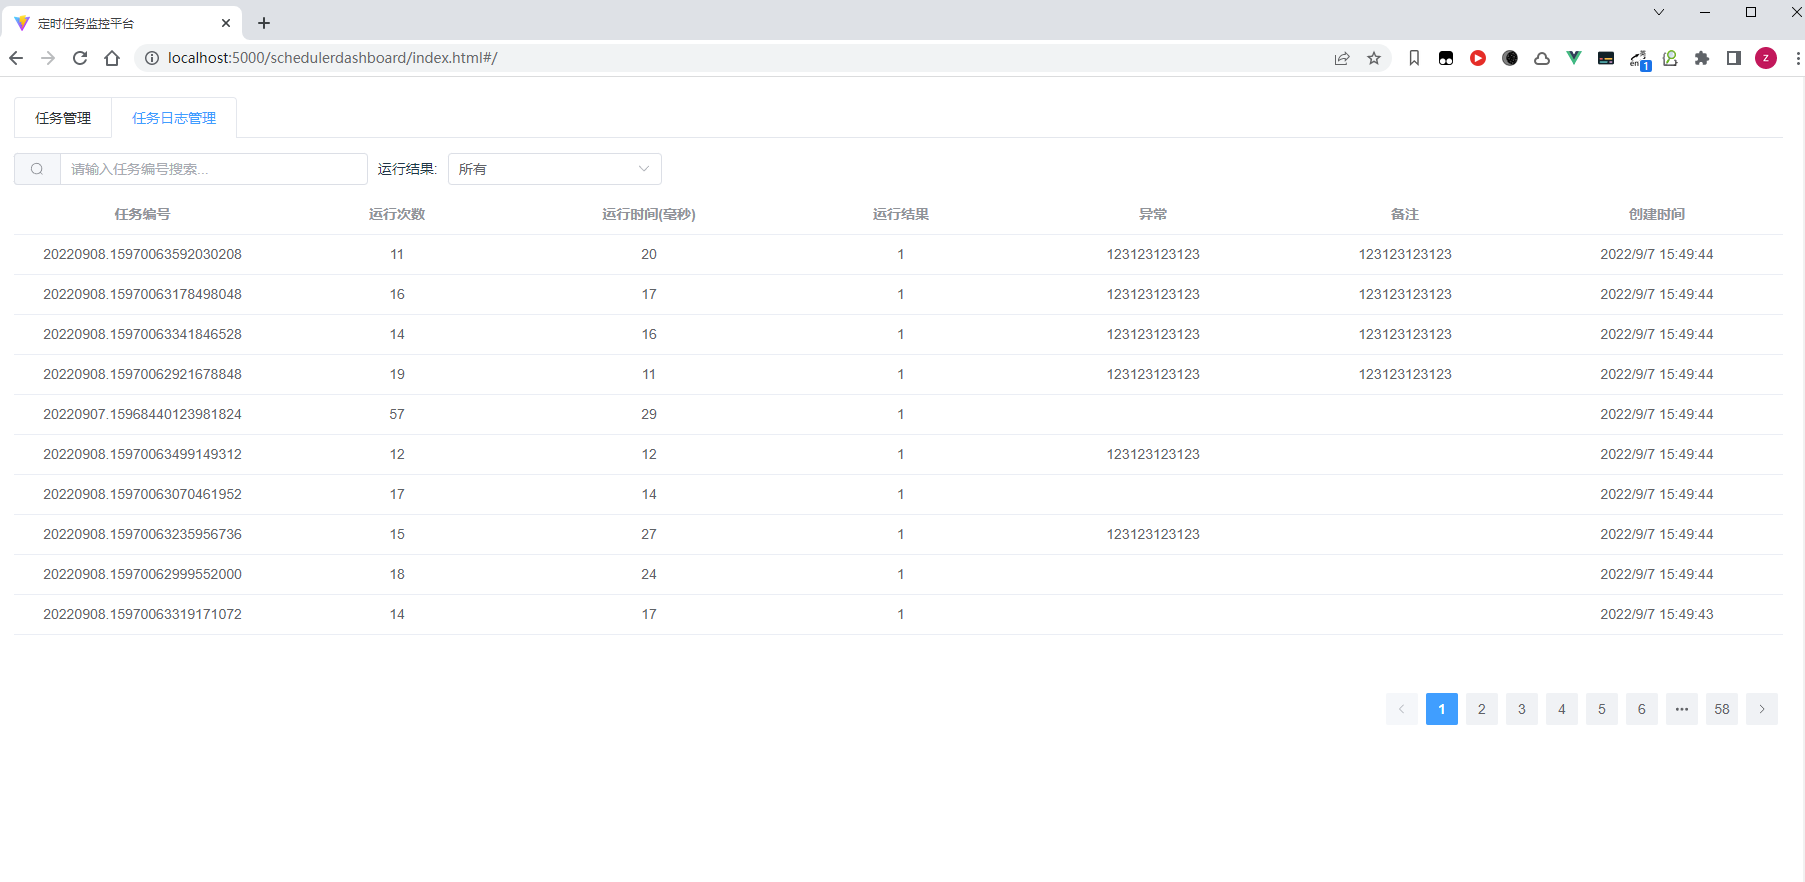 定时任务监控平台
localhost:5000/schedulerdashboard/index.html#/
英
en 1
z
任务管理 任务日志管理
请输入任务编号搜索... 运行结果: 所有
任务编号 运行次数 运行时间(毫秒) 运行结果 异常 备注 创建时间
20220908.15970063592030208 11 20 1 123123123123 123123123123 2022/9/7 15:49:44
20220908.15970063178498048 16 17 1 123123123123 123123123123 2022/9/7 15:49:44
20220908.15970063341846528 14 16 1 123123123123 123123123123 2022/9/7 15:49:44
20220908.15970062921678848 19 11 1 123123123123 123123123123 2022/9/7 15:49:44
20220907.15968440123981824 57 29 1 2022/9/7 15:49:44
20220908.15970063499149312 12 12 1 123123123123 2022/9/7 15:49:44
20220908.15970063070461952 17 14 1 2022/9/7 15:49:44
20220908.15970063235956736 15 27 1 123123123123 2022/9/7 15:49:44
20220908.15970062999552000 18 24 1 2022/9/7 15:49:44
20220908.15970063319171072 14 17 1 2022/9/7 15:49:43
1 2 3 4 5 6 ••• 58